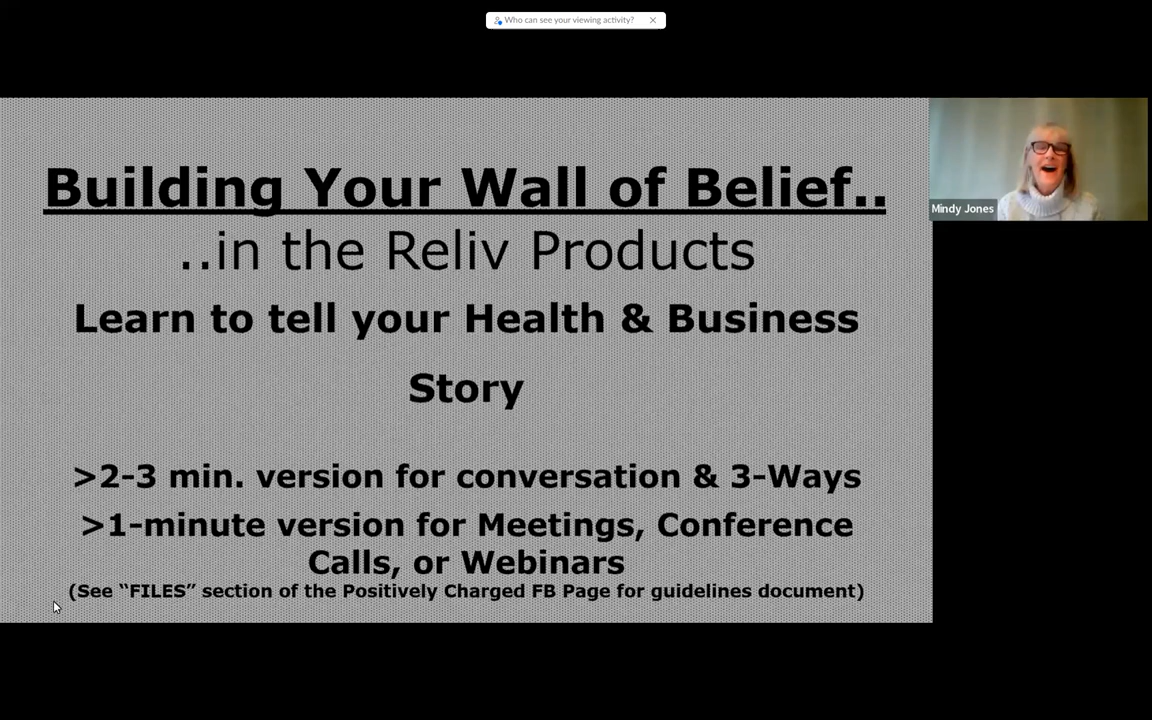 Who can see your viewing activity?
Building Your Wall of Belief..
..in the Reliv Products
Learn to tell your Health & Business
Story
>2-3 min. version for conversation & 3-Ways
>1-minute version for Meetings, Conference
Calls, or Webinars
(See “FILES” section of the Positively Charged FB Page for guidelines document)
Mindy Jones